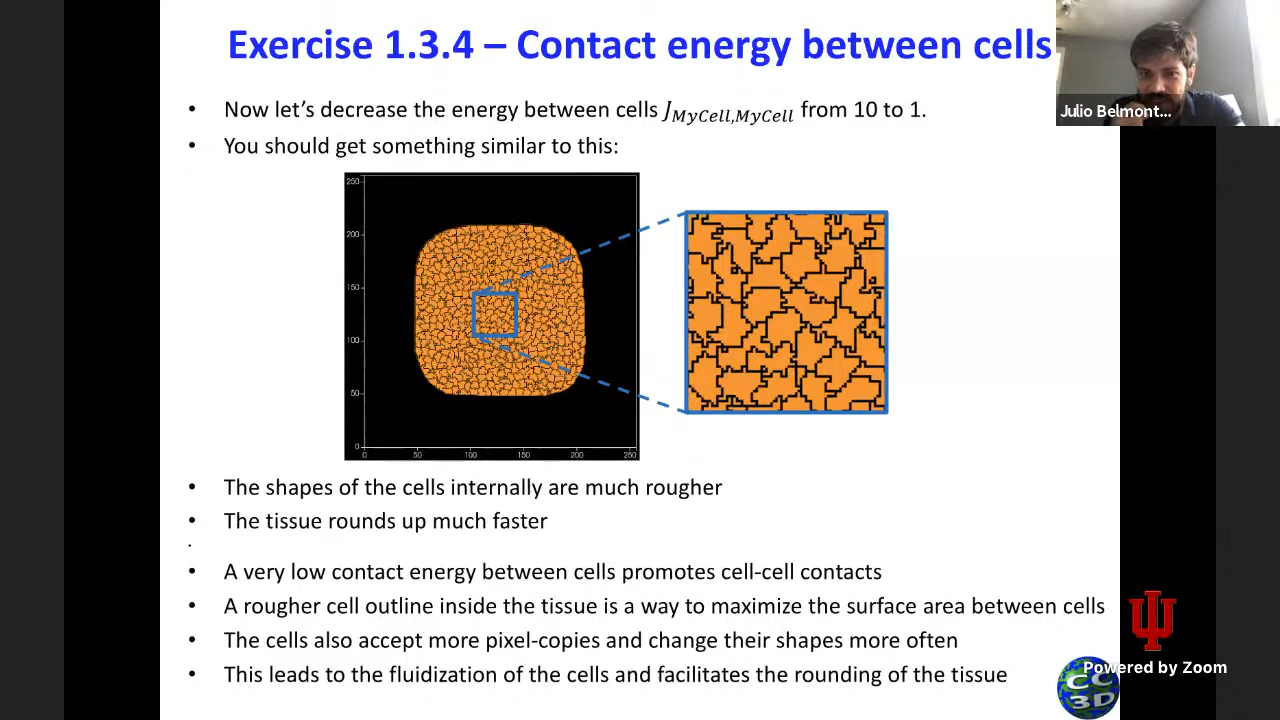 Exercise 1.3.4 – Contact energy between cells
Julio Belmont...
• Now let's decrease the energy between cells J_MyCell,MyCell from 10 to 1.
• You should get something similar to this:
250
200
150
100
50
0
0 50 100 150 200 250
• The shapes of the cells internally are much rougher
• The tissue rounds up much faster
•
• A very low contact energy between cells promotes cell-cell contacts
• A rougher cell outline inside the tissue is a way to maximize the surface area between cells
• The cells also accept more pixel-copies and change their shapes more often
• This leads to the fluidization of the cells and facilitates the rounding of the tissue
Powered by Zoom
CC
3D